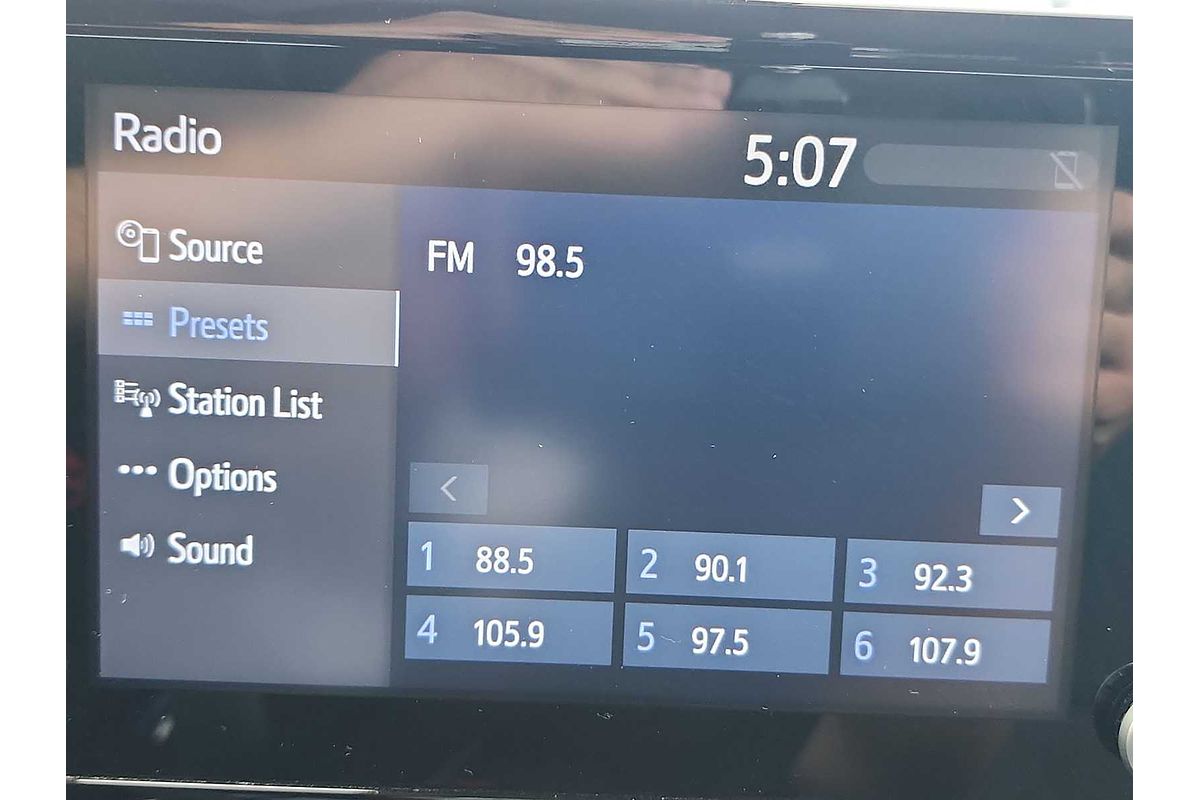 Radio
5:07
Source
Presets
Station List
Options
Sound
FM 98.5
<
>
1 88.5
2 90.1
3 92.3
4 105.9
5 97.5
6 107.9